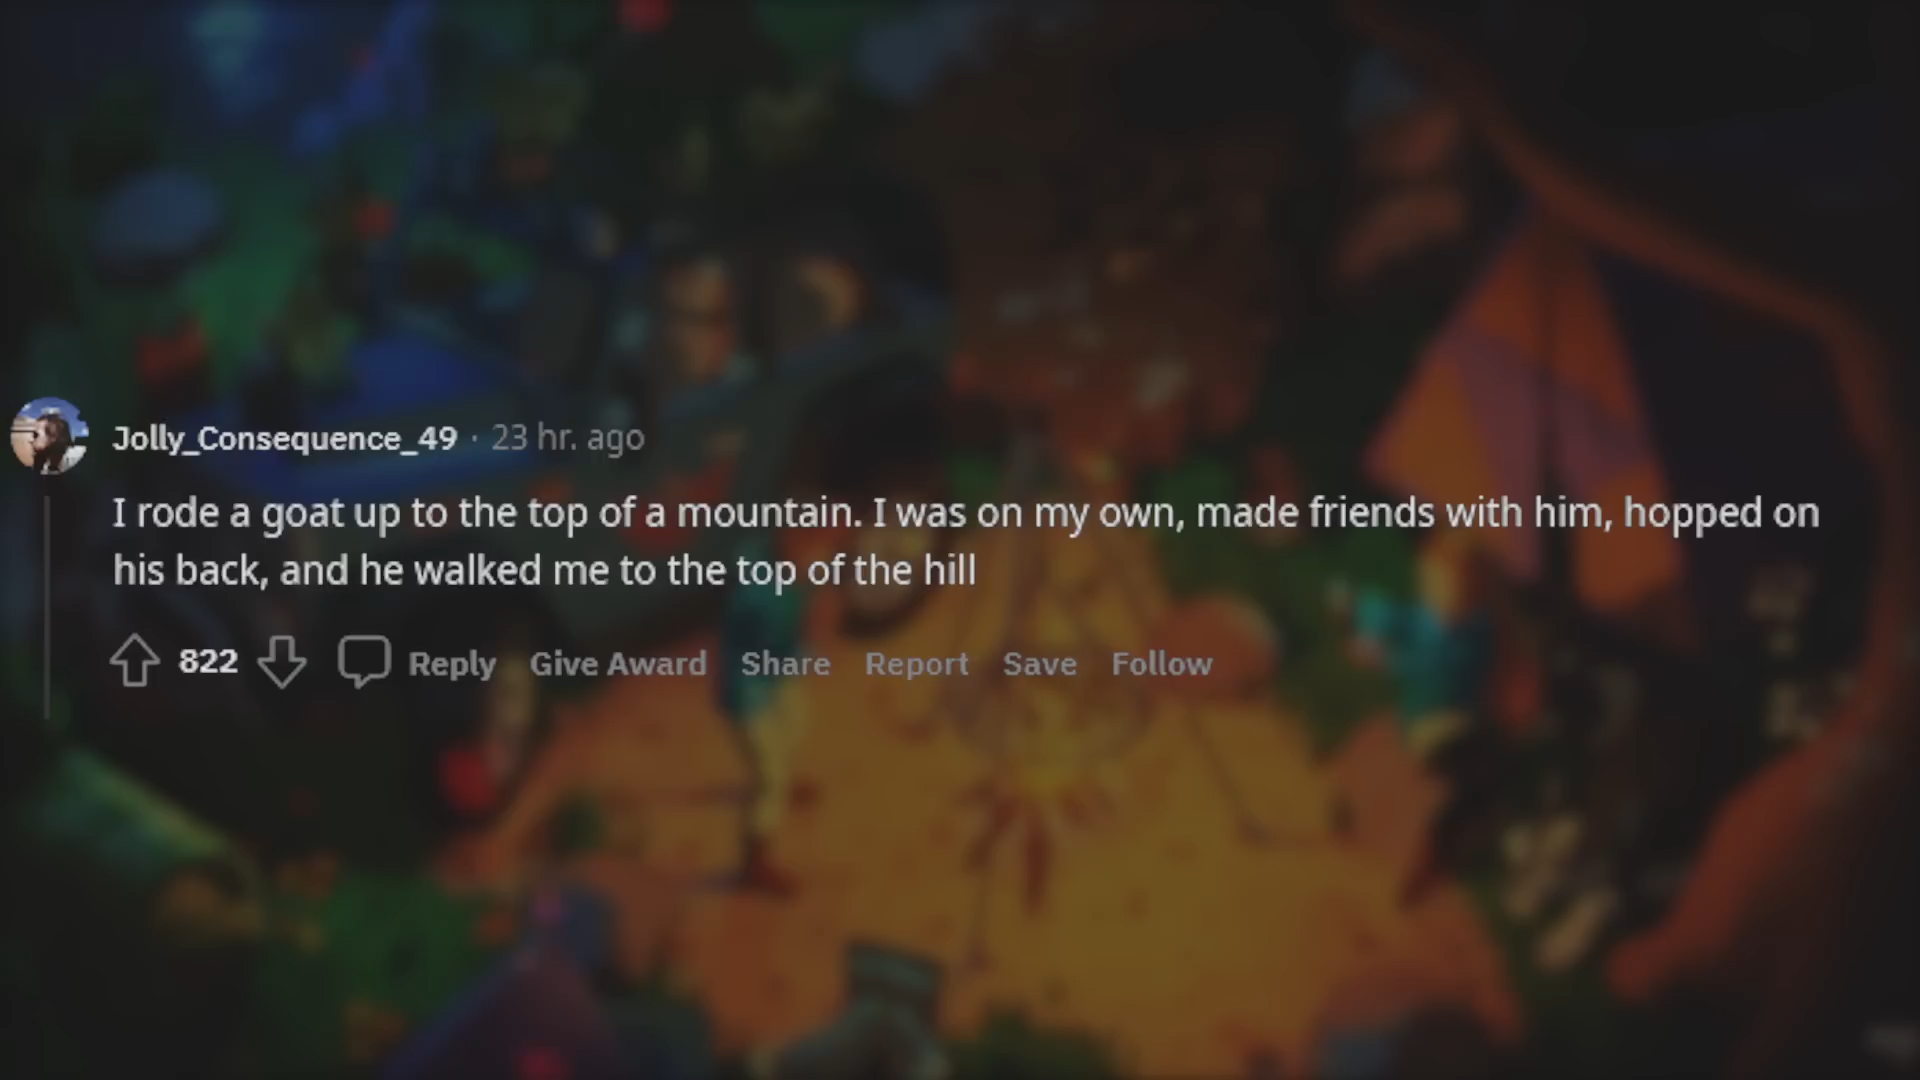 Jolly_Consequence_49 · 23 hr. ago
I rode a goat up to the top of a mountain. I was on my own, made friends with him, hopped on
his back, and he walked me to the top of the hill
822 Reply Give Award Share Report Save Follow